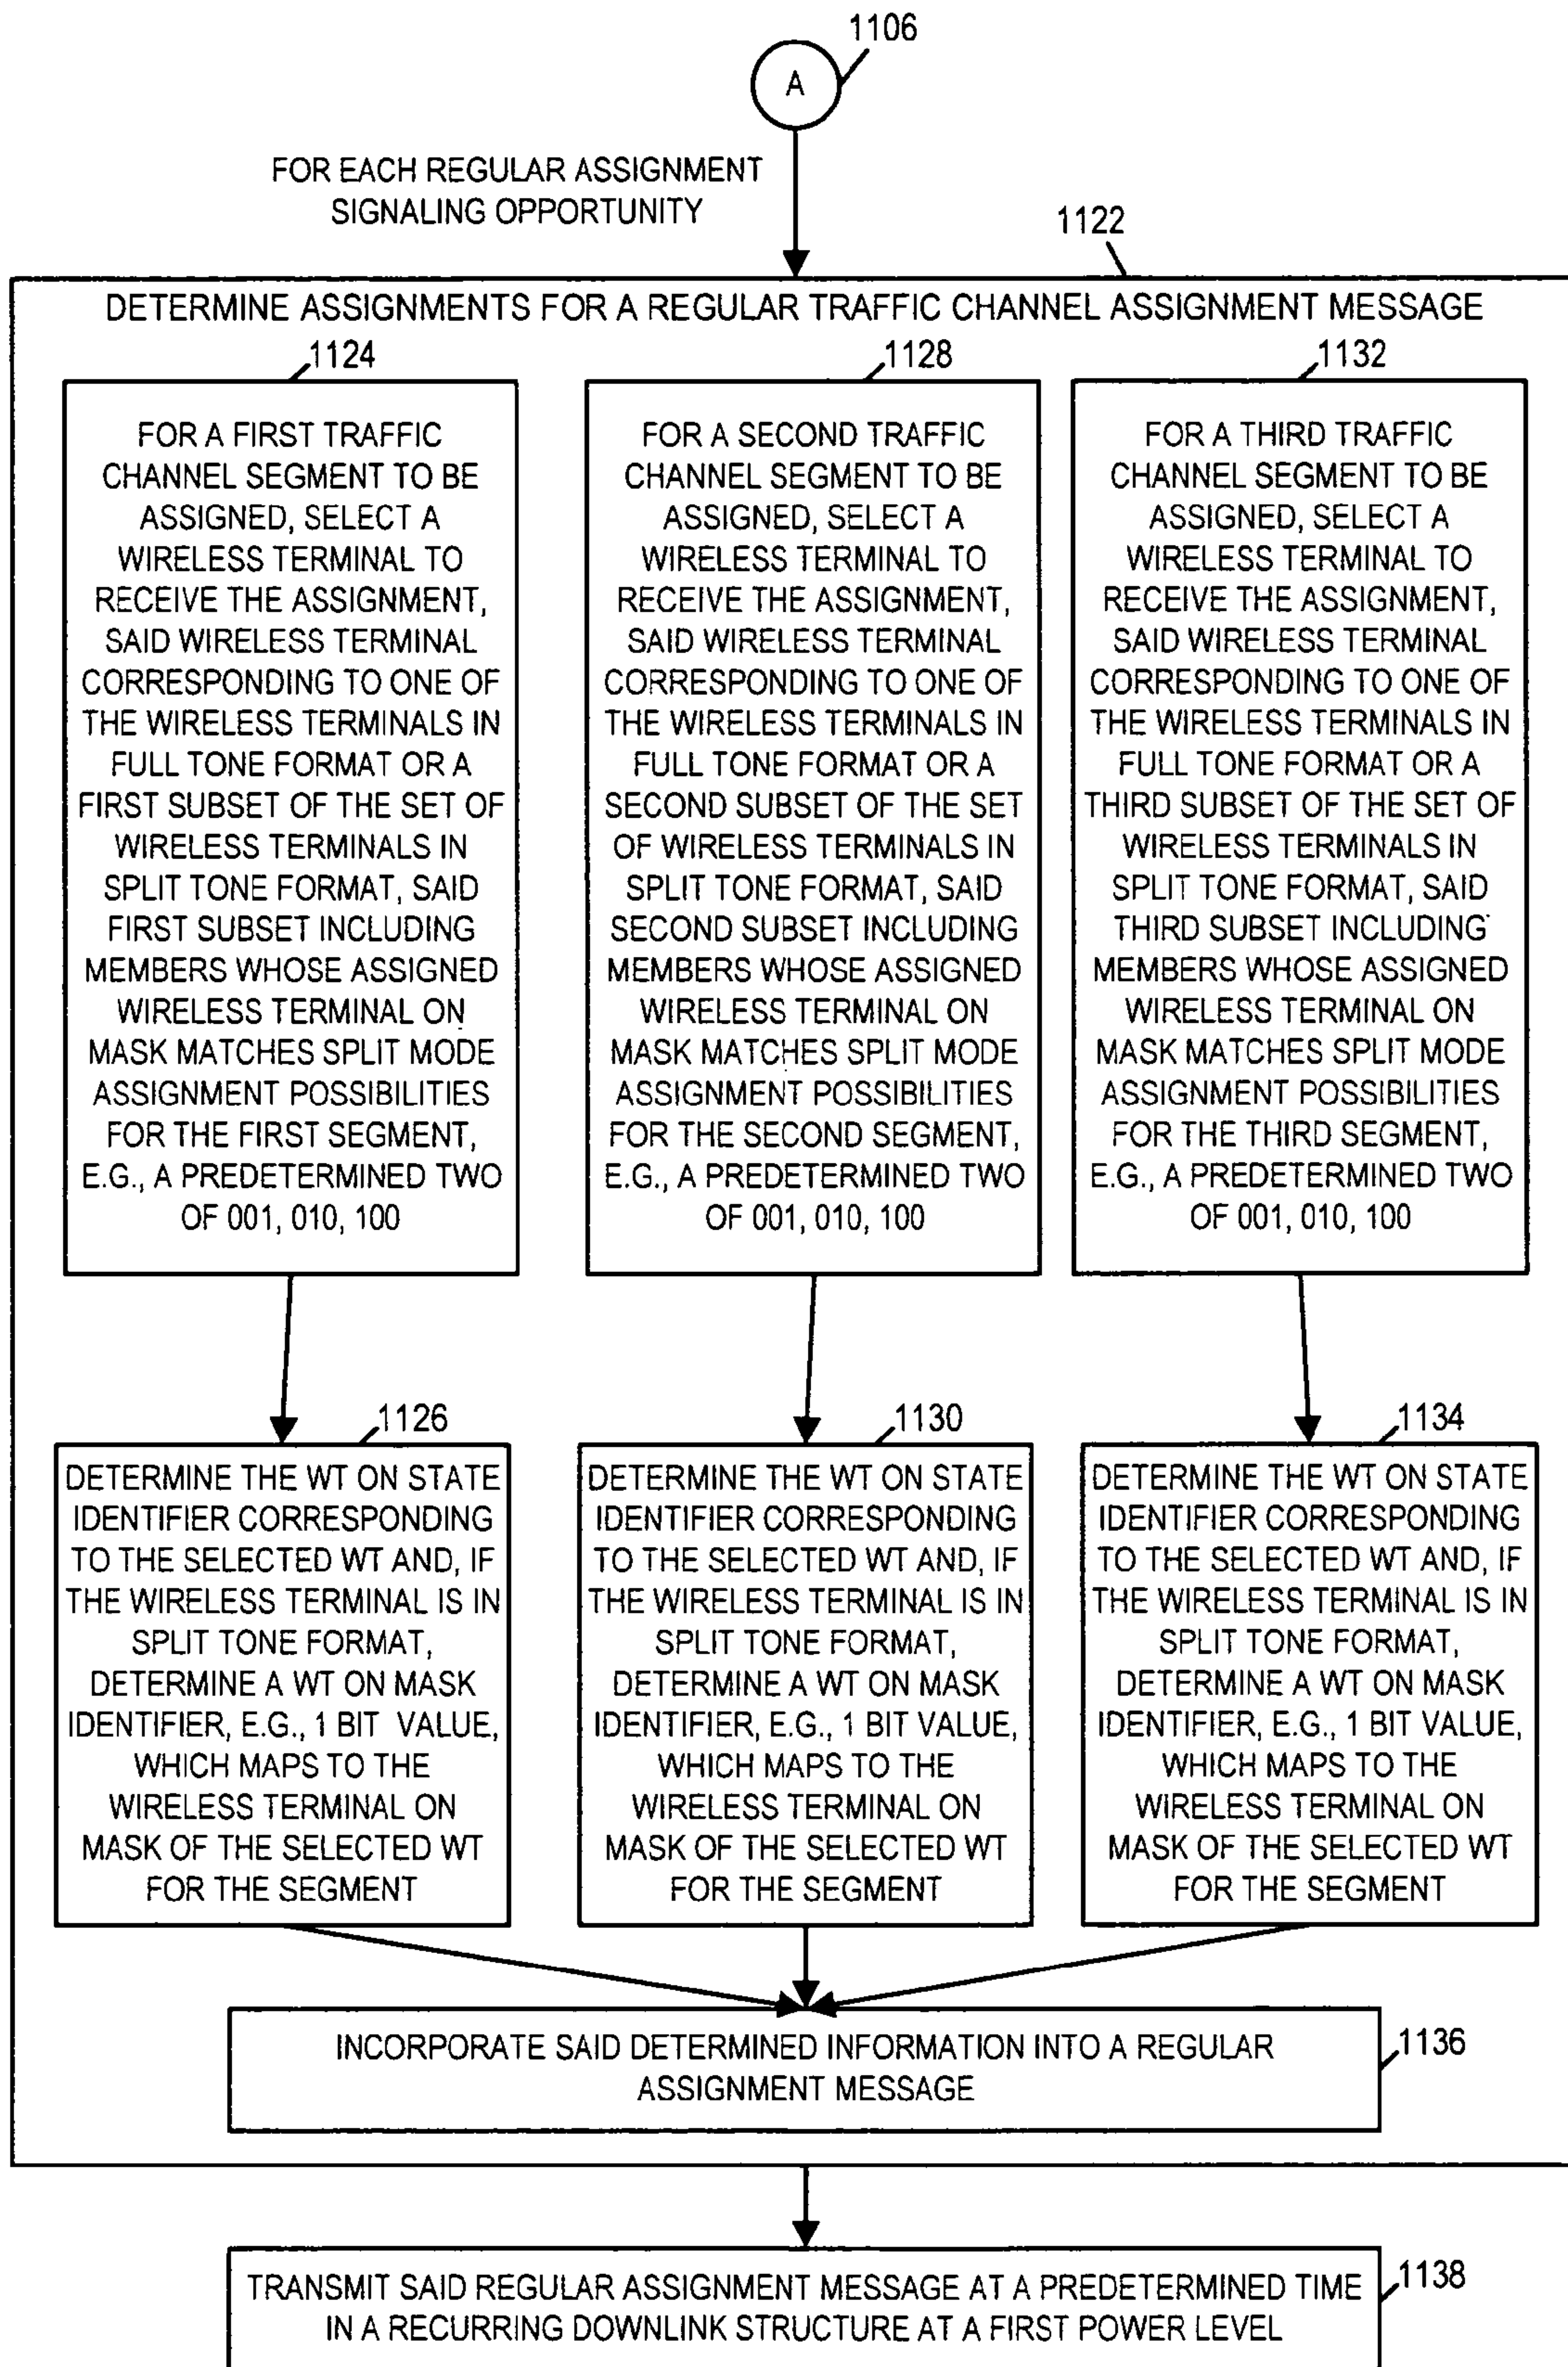 1106
A
FOR EACH REGULAR ASSIGNMENT
SIGNALING OPPORTUNITY
1122
DETERMINE ASSIGNMENTS FOR A REGULAR TRAFFIC CHANNEL ASSIGNMENT MESSAGE
1124
FOR A FIRST TRAFFIC
CHANNEL SEGMENT TO BE
ASSIGNED, SELECT A
WIRELESS TERMINAL TO
RECEIVE THE ASSIGNMENT,
SAID WIRELESS TERMINAL
CORRESPONDING TO ONE OF
THE WIRELESS TERMINALS IN
FULL TONE FORMAT OR A
FIRST SUBSET OF THE SET OF
WIRELESS TERMINALS IN
SPLIT TONE FORMAT, SAID
FIRST SUBSET INCLUDING
MEMBERS WHOSE ASSIGNED
WIRELESS TERMINAL ON
MASK MATCHES SPLIT MODE
ASSIGNMENT POSSIBILITIES
FOR THE FIRST SEGMENT,
E.G., A PREDETERMINED TWO
OF 001, 010, 100
1128
FOR A SECOND TRAFFIC
CHANNEL SEGMENT TO BE
ASSIGNED, SELECT A
WIRELESS TERMINAL TO
RECEIVE THE ASSIGNMENT,
SAID WIRELESS TERMINAL
CORRESPONDING TO ONE OF
THE WIRELESS TERMINALS IN
FULL TONE FORMAT OR A
SECOND SUBSET OF THE SET
OF WIRELESS TERMINALS IN
SPLIT TONE FORMAT, SAID
SECOND SUBSET INCLUDING
MEMBERS WHOSE ASSIGNED
WIRELESS TERMINAL ON
MASK MATCHES SPLIT MODE
ASSIGNMENT POSSIBILITIES
FOR THE SECOND SEGMENT,
E.G., A PREDETERMINED TWO
OF 001, 010, 100
1132
FOR A THIRD TRAFFIC
CHANNEL SEGMENT TO BE
ASSIGNED, SELECT A
WIRELESS TERMINAL TO
RECEIVE THE ASSIGNMENT,
SAID WIRELESS TERMINAL
CORRESPONDING TO ONE OF
THE WIRELESS TERMINALS IN
FULL TONE FORMAT OR A
THIRD SUBSET OF THE SET OF
WIRELESS TERMINALS IN
SPLIT TONE FORMAT, SAID
THIRD SUBSET INCLUDING
MEMBERS WHOSE ASSIGNED
WIRELESS TERMINAL ON
MASK MATCHES SPLIT MODE
ASSIGNMENT POSSIBILITIES
FOR THE THIRD SEGMENT,
E.G., A PREDETERMINED TWO
OF 001, 010, 100
1126
DETERMINE THE WT ON STATE
IDENTIFIER CORRESPONDING
TO THE SELECTED WT AND, IF
THE WIRELESS TERMINAL IS IN
SPLIT TONE FORMAT,
DETERMINE A WT ON MASK
IDENTIFIER, E.G., 1 BIT VALUE,
WHICH MAPS TO THE
WIRELESS TERMINAL ON
MASK OF THE SELECTED WT
FOR THE SEGMENT
1130
DETERMINE THE WT ON STATE
IDENTIFIER CORRESPONDING
TO THE SELECTED WT AND, IF
THE WIRELESS TERMINAL IS IN
SPLIT TONE FORMAT,
DETERMINE A WT ON MASK
IDENTIFIER, E.G., 1 BIT VALUE,
WHICH MAPS TO THE
WIRELESS TERMINAL ON
MASK OF THE SELECTED WT
FOR THE SEGMENT
1134
DETERMINE THE WT ON STATE
IDENTIFIER CORRESPONDING
TO THE SELECTED WT AND, IF
THE WIRELESS TERMINAL IS IN
SPLIT TONE FORMAT,
DETERMINE A WT ON MASK
IDENTIFIER, E.G., 1 BIT VALUE,
WHICH MAPS TO THE
WIRELESS TERMINAL ON
MASK OF THE SELECTED WT
FOR THE SEGMENT
INCORPORATE SAID DETERMINED INFORMATION INTO A REGULAR
ASSIGNMENT MESSAGE
1136
TRANSMIT SAID REGULAR ASSIGNMENT MESSAGE AT A PREDETERMINED TIME
IN A RECURRING DOWNLINK STRUCTURE AT A FIRST POWER LEVEL
1138